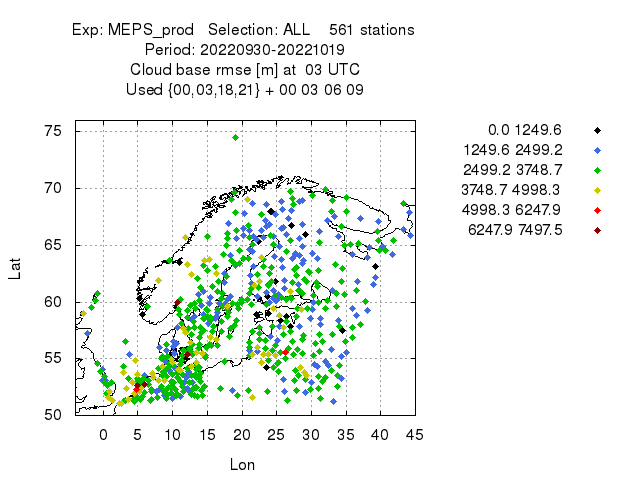 Exp: MEPS_prod   Selection: ALL    561 stations
Period: 20220930-20221019
Cloud base rmse [m] at  03 UTC
Used {00,03,18,21} + 00 03 06 09
0.0 1249.6
1249.6 2499.2
2499.2 3748.7
3748.7 4998.3
4998.3 6247.9
6247.9 7497.5
75
70
65
60
55
50
Lat
0 5 10 15 20 25 30 35 40 45
Lon